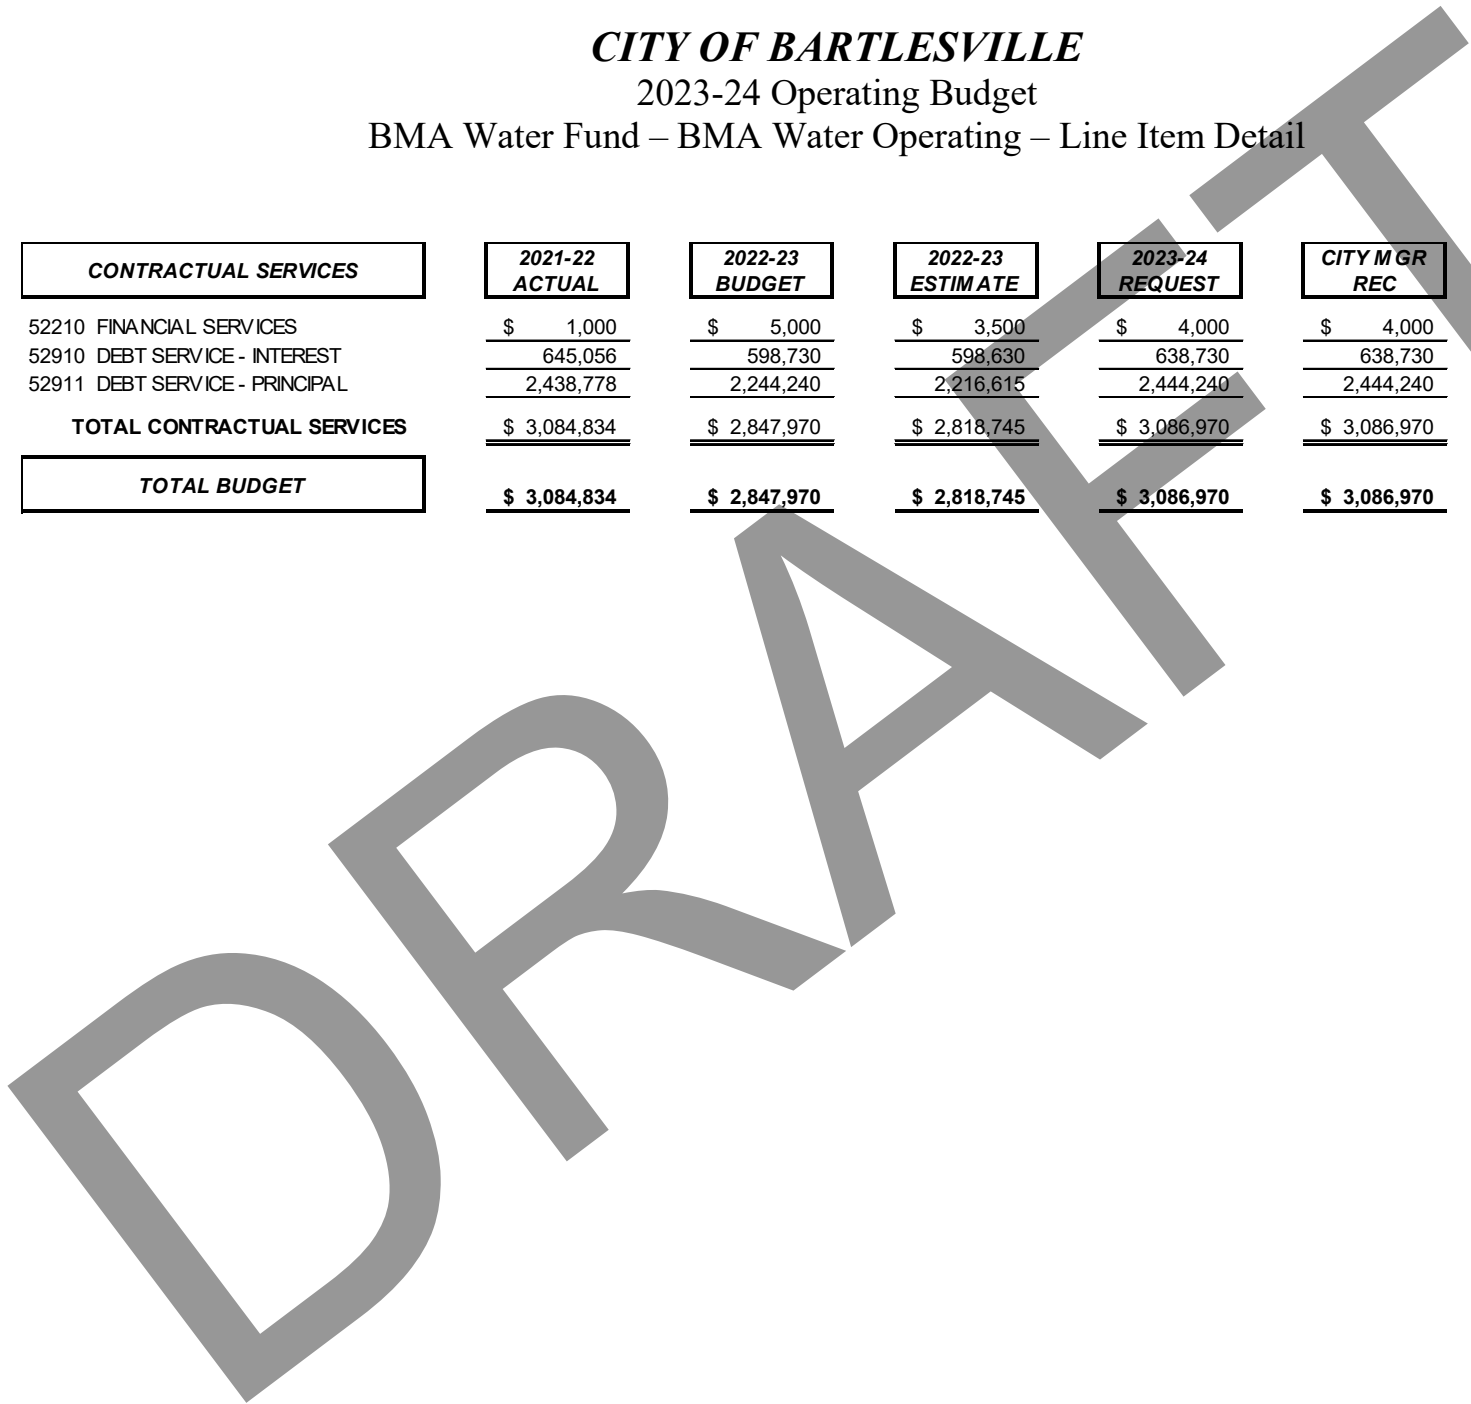 CITY OF BARTLESVILLE
2023-24 Operating Budget
BMA Water Fund – BMA Water Operating – Line Item Detail
CONTRACTUAL SERVICES 2021-22 ACTUAL 2022-23 BUDGET 2022-23 ESTIMATE 2023-24 REQUEST CITY MGR REC
52210 FINANCIAL SERVICES $ 1,000 $ 5,000 $ 3,500 $ 4,000 $ 4,000
52910 DEBT SERVICE - INTEREST 645,056 598,730 598,630 638,730 638,730
52911 DEBT SERVICE - PRINCIPAL 2,438,778 2,244,240 2,216,615 2,444,240 2,444,240
TOTAL CONTRACTUAL SERVICES $ 3,084,834 $ 2,847,970 $ 2,818,745 $ 3,086,970 $ 3,086,970
TOTAL BUDGET $ 3,084,834 $ 2,847,970 $ 2,818,745 $ 3,086,970 $ 3,086,970
DRAFT